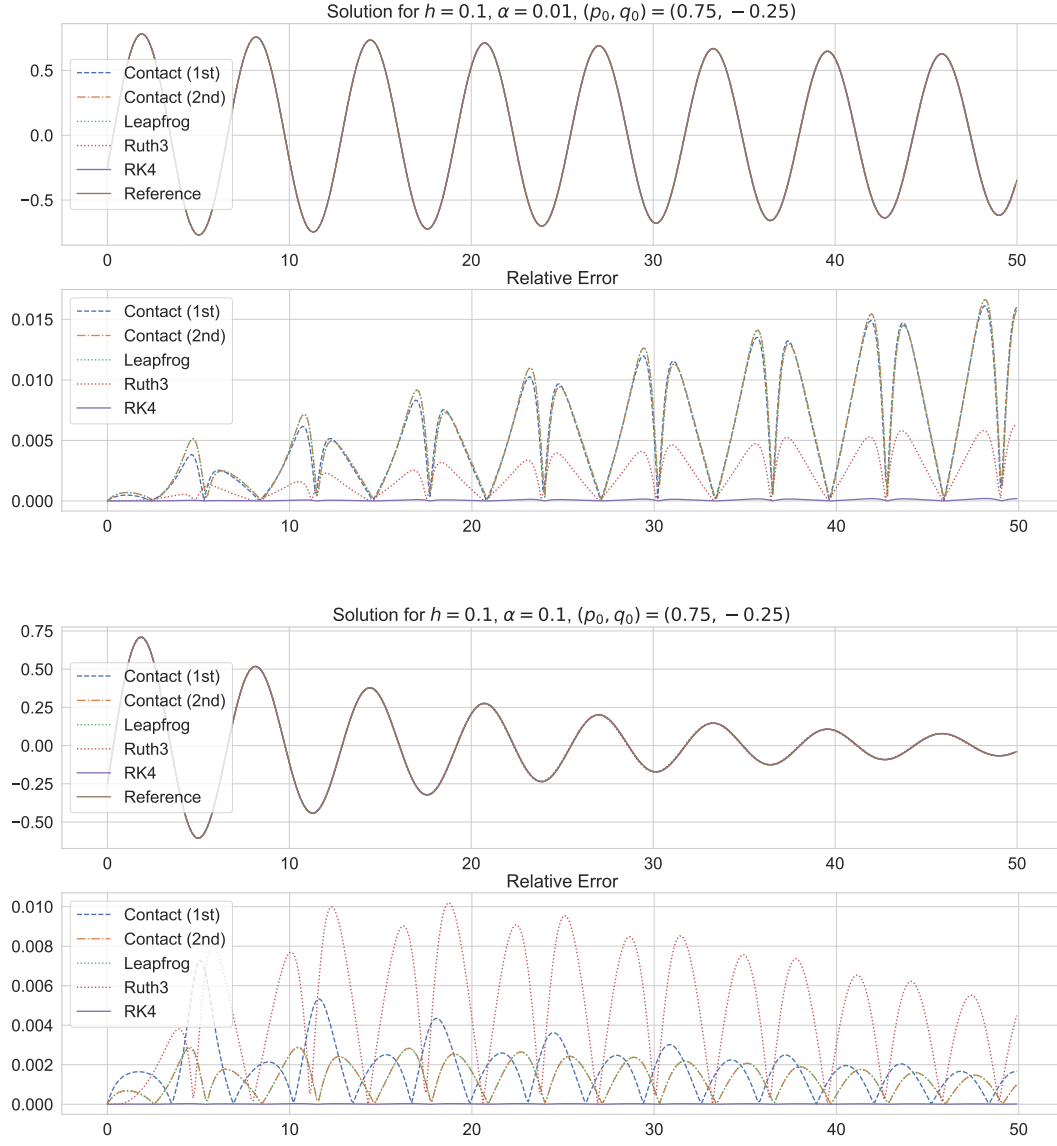 Solution for h = 0.1, α = 0.01, (p₀, q₀) = (0.75, −0.25)
0.5
0.0
−0.5
Contact (1st)
Contact (2nd)
Leapfrog
Ruth3
RK4
Reference
0 10 20 30 40 50
Relative Error
0.015
0.010
0.005
0.000
Contact (1st)
Contact (2nd)
Leapfrog
Ruth3
RK4
0 10 20 30 40 50
Solution for h = 0.1, α = 0.1, (p₀, q₀) = (0.75, −0.25)
0.75
0.50
0.25
0.00
−0.25
−0.50
Contact (1st)
Contact (2nd)
Leapfrog
Ruth3
RK4
Reference
0 10 20 30 40 50
Relative Error
0.010
0.008
0.006
0.004
0.002
0.000
Contact (1st)
Contact (2nd)
Leapfrog
Ruth3
RK4
0 10 20 30 40 50